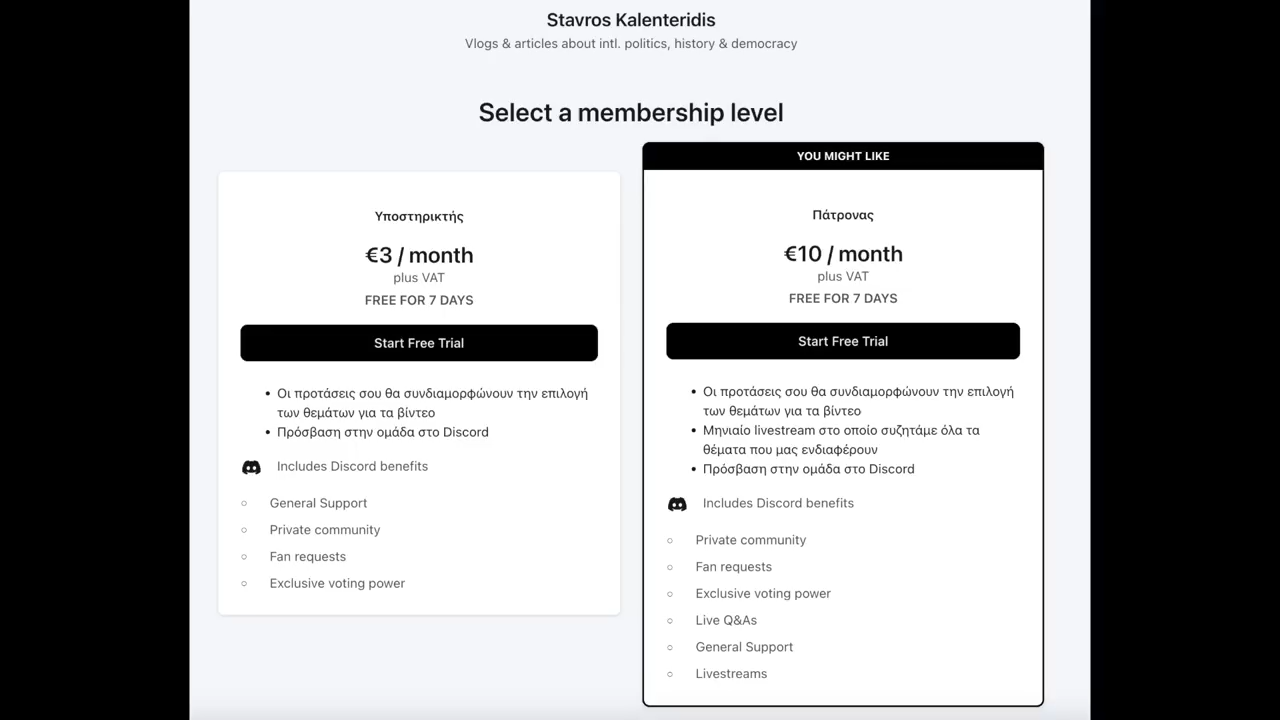 Stavros Kalenteridis
Vlogs & articles about intl. politics, history & democracy
Select a membership level
Υποστηρικτής
€3 / month
plus VAT
FREE FOR 7 DAYS
Start Free Trial
• Οι προτάσεις σου θα συνδιαμορφώνουν την επιλογή
των θεμάτων για τα βίντεο
• Πρόσβαση στην ομάδα στο Discord
Includes Discord benefits
General Support
Private community
Fan requests
Exclusive voting power
YOU MIGHT LIKE
Πάτρονας
€10 / month
plus VAT
FREE FOR 7 DAYS
Start Free Trial
• Οι προτάσεις σου θα συνδιαμορφώνουν την επιλογή
των θεμάτων για τα βίντεο
• Μηνιαίο livestream στο οποίο συζητάμε όλα τα
θέματα που μας ενδιαφέρουν
• Πρόσβαση στην ομάδα στο Discord
Includes Discord benefits
Private community
Fan requests
Exclusive voting power
Live Q&As
General Support
Livestreams